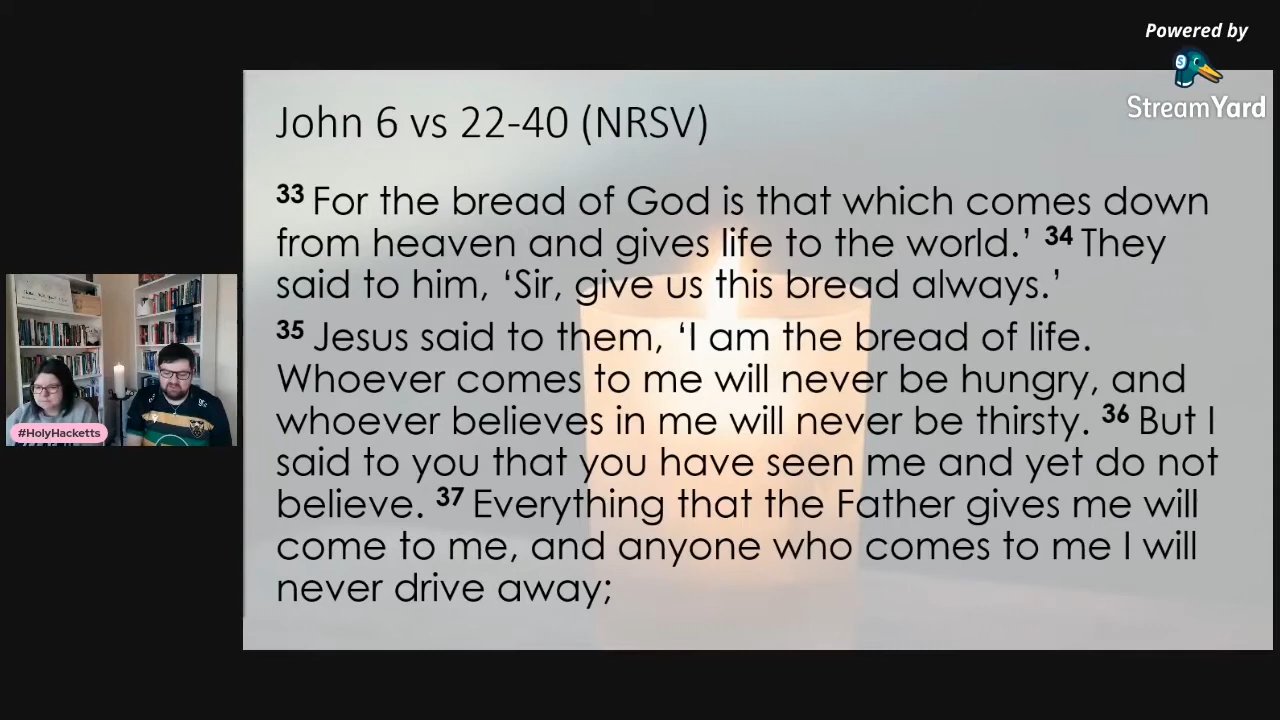 Powered by
StreamYard
John 6 vs 22-40 (NRSV)
33 For the bread of God is that which comes down
from heaven and gives life to the world.’ 34 They
said to him, ‘Sir, give us this bread always.’
35 Jesus said to them, ‘I am the bread of life.
Whoever comes to me will never be hungry, and
whoever believes in me will never be thirsty. 36 But I
said to you that you have seen me and yet do not
believe. 37 Everything that the Father gives me will
come to me, and anyone who comes to me I will
never drive away;
#HolyHacketts